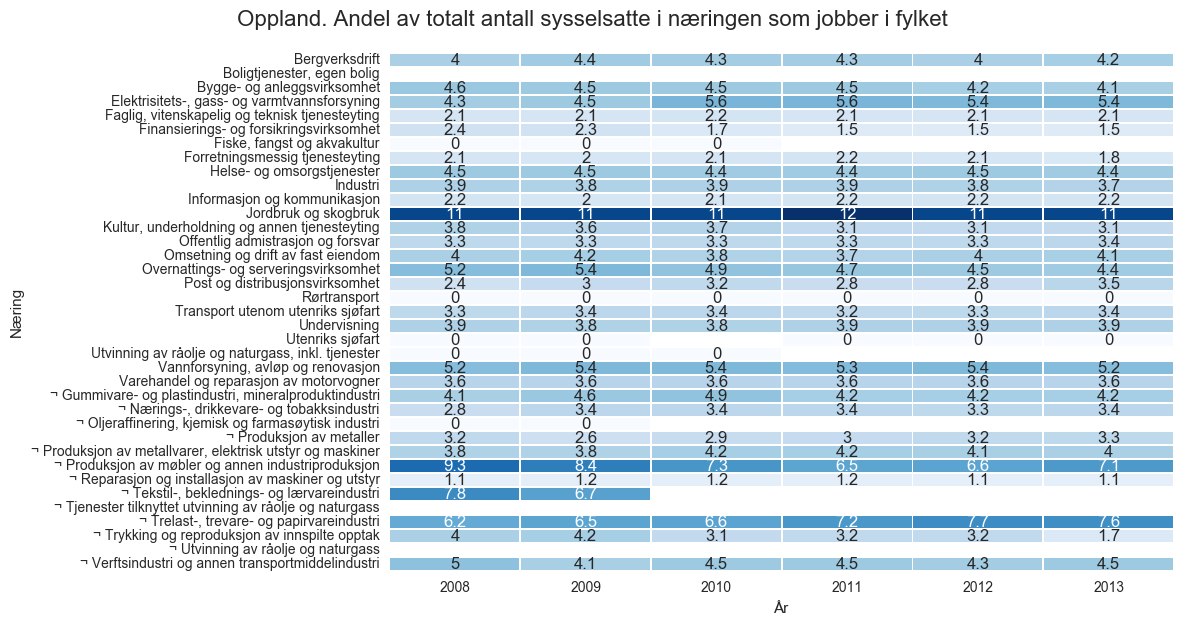 Oppland. Andel av totalt antall sysselsatte i næringen som jobber i fylket
Næring
Bergverksdrift 4 4.4 4.3 4.3 4 4.2
Boligtjenester, egen bolig
Bygge- og anleggsvirksomhet 4.6 4.5 4.5 4.5 4.2 4.1
Elektrisitets-, gass- og varmtvannsforsyning 4.3 4.5 5.6 5.6 5.4 5.4
Faglig, vitenskapelig og teknisk tjenesteyting 2.1 2.1 2.2 2.1 2.1 2.1
Finansierings- og forsikringsvirksomhet 2.4 2.3 1.7 1.5 1.5 1.5
Fiske, fangst og akvakultur 0 0 0
Forretningsmessig tjenesteyting 2.1 2 2.1 2.2 2.1 1.8
Helse- og omsorgstjenester 4.5 4.5 4.4 4.4 4.5 4.4
Industri 3.9 3.8 3.9 3.9 3.8 3.7
Informasjon og kommunikasjon 2.2 2 2.1 2.2 2.2 2.2
Jordbruk og skogbruk 11 11 11 12 11 11
Kultur, underholdning og annen tjenesteyting 3.8 3.6 3.7 3.1 3.1 3.1
Offentlig admistrasjon og forsvar 3.3 3.3 3.3 3.3 3.3 3.4
Omsetning og drift av fast eiendom 4 4.2 3.8 3.7 4 4.1
Overnattings- og serveringsvirksomhet 5.2 5.4 4.9 4.7 4.5 4.4
Post og distribusjonsvirksomhet 2.4 3 3.2 2.8 2.8 3.5
Rørtransport 0 0 0 0 0 0
Transport utenom utenriks sjøfart 3.3 3.4 3.4 3.2 3.3 3.4
Undervisning 3.9 3.8 3.8 3.9 3.9 3.9
Utenriks sjøfart 0 0 0 0 0
Utvinning av råolje og naturgass, inkl. tjenester 0 0 0
Vannforsyning, avløp og renovasjon 5.2 5.4 5.4 5.3 5.4 5.2
Varehandel og reparasjon av motorvogner 3.6 3.6 3.6 3.6 3.6 3.6
¬ Gummivare- og plastindustri, mineralproduktindustri 4.1 4.6 4.9 4.2 4.2 4.2
¬ Nærings-, drikkevare- og tobakksindustri 2.8 3.4 3.4 3.4 3.3 3.4
¬ Oljeraffinering, kjemisk og farmasøytisk industri 0 0
¬ Produksjon av metaller 3.2 2.6 2.9 3 3.2 3.3
¬ Produksjon av metallvarer, elektrisk utstyr og maskiner 3.8 3.8 4.2 4.2 4.1 4
¬ Produksjon av møbler og annen industriproduksjon 9.3 8.4 7.3 6.5 6.6 7.1
¬ Reparasjon og installasjon av maskiner og utstyr 1.1 1.2 1.2 1.2 1.1 1.1
¬ Tekstil-, beklednings- og lærvareindustri 7.8 6.7
¬ Tjenester tilknyttet utvinning av råolje og naturgass
¬ Trelast-, trevare- og papirvareindustri 6.2 6.5 6.6 7.2 7.7 7.6
¬ Trykking og reproduksjon av innspilte opptak 4 4.2 3.1 3.2 3.2 1.7
¬ Utvinning av råolje og naturgass
¬ Verftsindustri og annen transportmiddelindustri 5 4.1 4.5 4.5 4.3 4.5
2008 2009 2010 2011 2012 2013
År